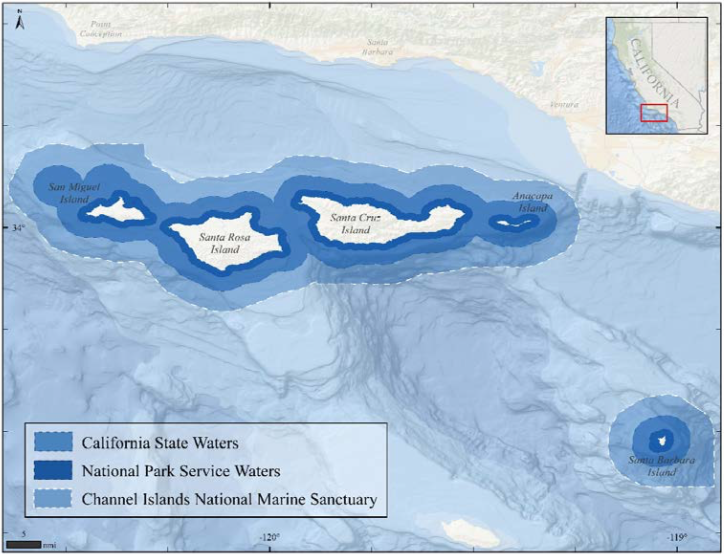 N
Point
Conception
Santa
Barbara
Ventura
CALIFORNIA
San Miguel
Island
Santa Rosa
Island
Santa Cruz
Island
Anacapa
Island
34°
Santa Barbara
Island
California State Waters
National Park Service Waters
Channel Islands National Marine Sanctuary
5
nmi
-120°
-119°